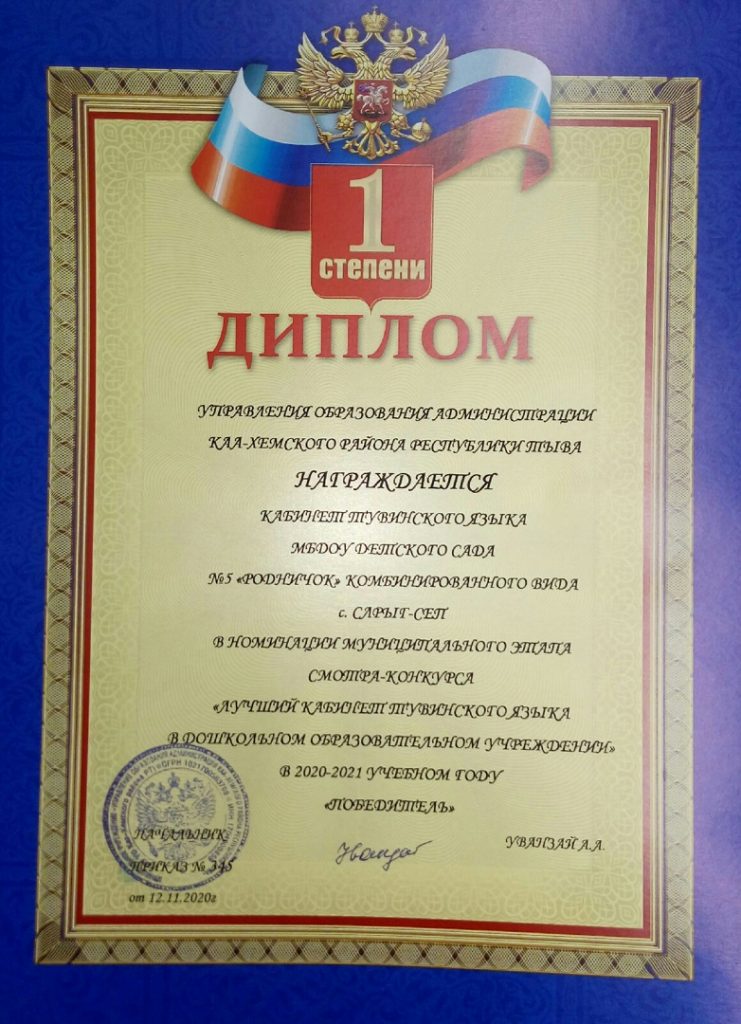 1
СТЕПЕНИ
ДИПЛОМ
УПРАВЛЕНИЯ ОБРАЗОВАНИЯ АДМИНИСТРАЦИИ
КАА-ХЕМСКОГО РАЙОНА РЕСПУБЛИКИ ТЫВА
НАГРАЖДАЕТСЯ
КАБИНЕТ ТУВИНСКОГО ЯЗЫКА
МБДОУ ДЕТСКОГО САДА
№5 «РОДНИЧОК» КОМБИНИРОВАННОГО ВИДА
с. САРЫГ-СЕП
В НОМИНАЦИИ МУНИЦИПАЛЬНОГО ЭТАПА
СМОТРА-КОНКУРСА
«ЛУЧШИЙ КАБИНЕТ ТУВИНСКОГО ЯЗЫКА
В ДОШКОЛЬНОМ ОБРАЗОВАТЕЛЬНОМ УЧРЕЖДЕНИИ»
В 2020-2021 УЧЕБНОМ ГОДУ
«ПОБЕДИТЕЛЬ»
НАЧАЛЬНИК УВАНЗАЙ А.А.
ПРИКАЗ № 345
от 12.11.2020г